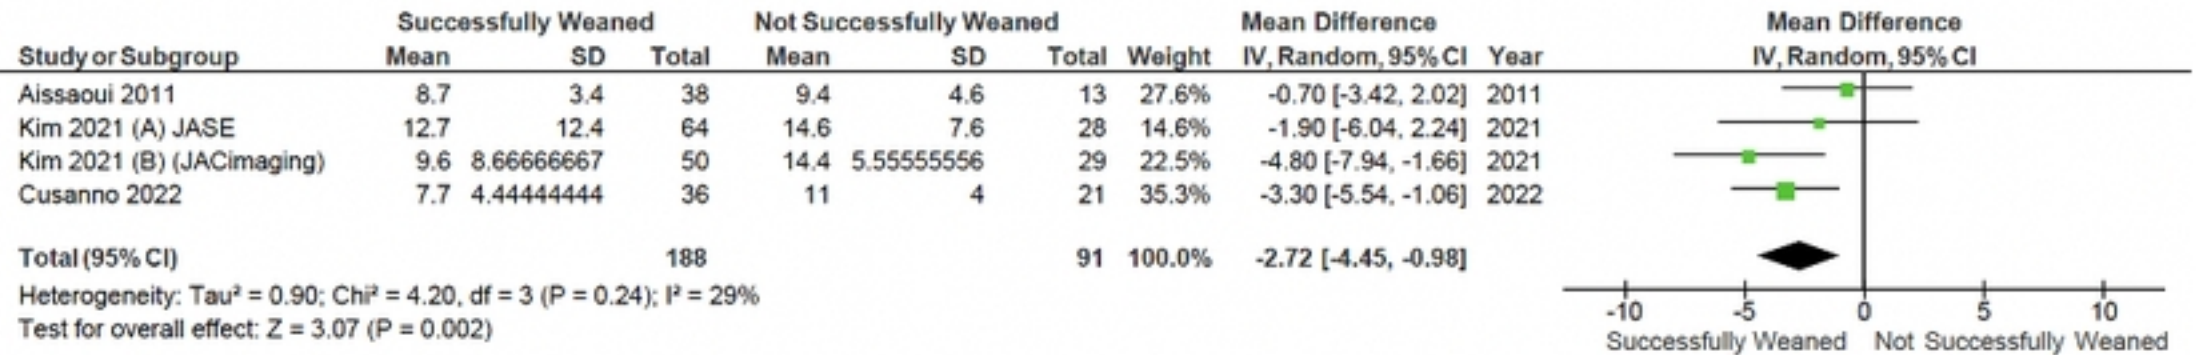 Successfully Weaned Not Successfully Weaned Mean Difference Mean Difference
Study or Subgroup Mean SD Total Mean SD Total Weight IV, Random, 95% CI Year IV, Random, 95% CI
Aissaoui 2011 8.7 3.4 38 9.4 4.6 13 27.6% -0.70 [-3.42, 2.02] 2011
Kim 2021 (A) JASE 12.7 12.4 64 14.6 7.6 28 14.6% -1.90 [-6.04, 2.24] 2021
Kim 2021 (B) (JACimaging) 9.6 8.66666667 50 14.4 5.55555556 29 22.5% -4.80 [-7.94, -1.66] 2021
Cusanno 2022 7.7 4.44444444 36 11 4 21 35.3% -3.30 [-5.54, -1.06] 2022
Total (95% CI) 188 91 100.0% -2.72 [-4.45, -0.98]
Heterogeneity: Tau² = 0.90; Chi² = 4.20, df = 3 (P = 0.24); I² = 29%
Test for overall effect: Z = 3.07 (P = 0.002)
-10 -5 0 5 10
Successfully Weaned Not Successfully Weaned